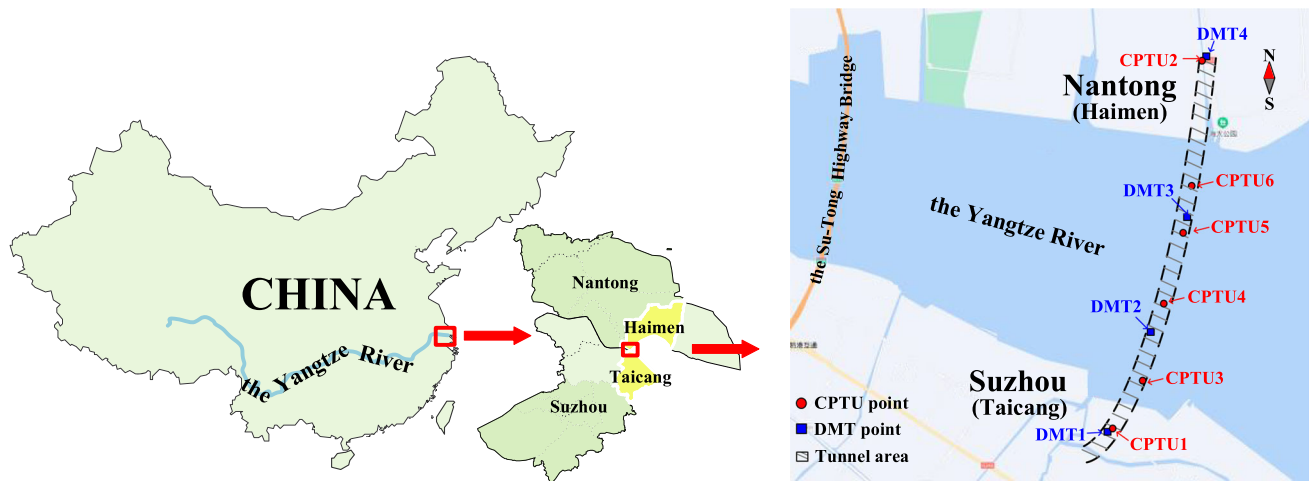 CHINA
the Yangtze River
Nantong
Haimen
Taicang
Suzhou
the Su-Tong Highway Bridge
the Yangtze River
DMT4
CPTU2
N
S
Nantong
(Haimen)
CPTU6
DMT3
CPTU5
CPTU4
DMT2
CPTU3
Suzhou
(Taicang)
DMT1
CPTU1
CPTU point
DMT point
Tunnel area